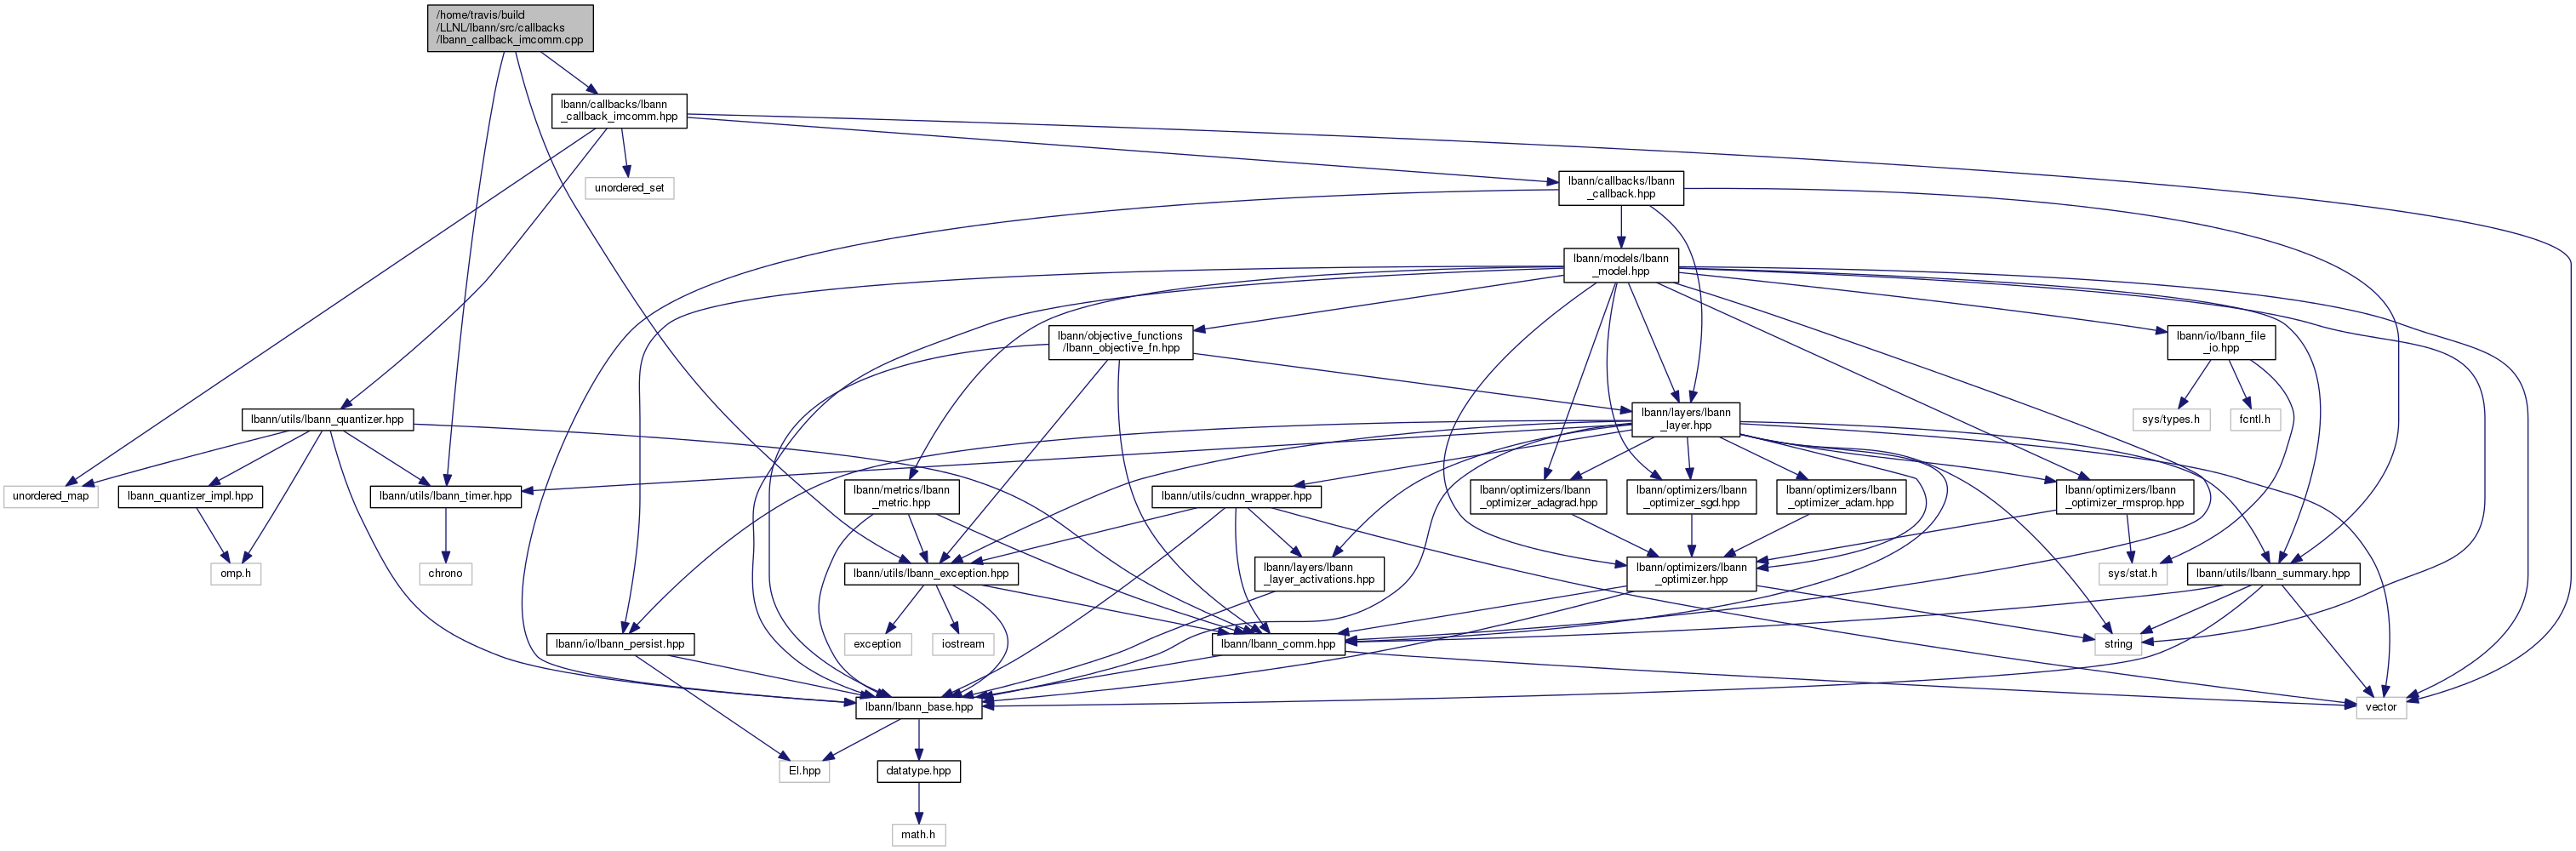 /home/travis/build
/LLNL/lbann/src/callbacks
/lbann_callback_imcomm.cpp
lbann/callbacks/lbann
_callback_imcomm.hpp
unordered_set
lbann/callbacks/lbann
_callback.hpp
lbann/models/lbann
_model.hpp
lbann/objective_functions
/lbann_objective_fn.hpp
lbann/io/lbann_file
_io.hpp
lbann/utils/lbann_quantizer.hpp
lbann/layers/lbann
_layer.hpp
sys/types.h
fcntl.h
unordered_map
lbann_quantizer_impl.hpp
lbann/utils/lbann_timer.hpp
lbann/metrics/lbann
_metric.hpp
lbann/utils/cudnn_wrapper.hpp
lbann/optimizers/lbann
_optimizer_adagrad.hpp
lbann/optimizers/lbann
_optimizer_sgd.hpp
lbann/optimizers/lbann
_optimizer_adam.hpp
lbann/optimizers/lbann
_optimizer_rmsprop.hpp
omp.h
chrono
lbann/utils/lbann_exception.hpp
lbann/layers/lbann
_layer_activations.hpp
lbann/optimizers/lbann
_optimizer.hpp
sys/stat.h
lbann/utils/lbann_summary.hpp
lbann/io/lbann_persist.hpp
exception
iostream
lbann/lbann_comm.hpp
string
lbann/lbann_base.hpp
vector
El.hpp
datatype.hpp
math.h